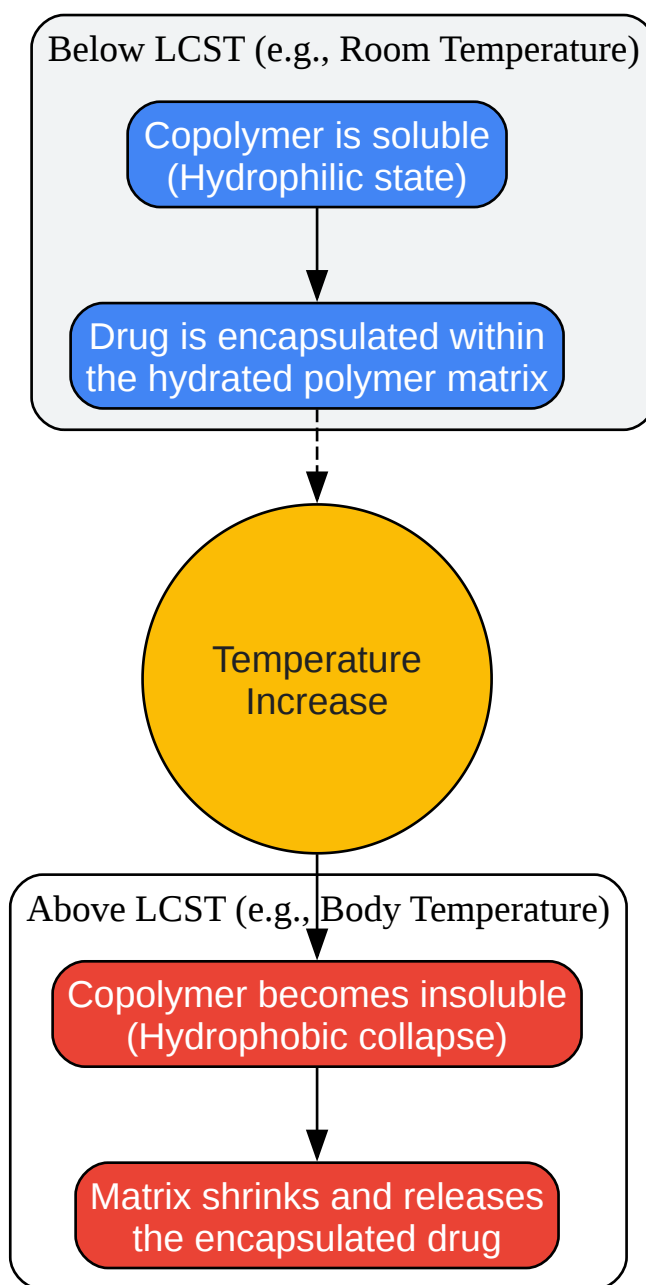 Below LCST (e.g., Room Temperature)
Copolymer is soluble
(Hydrophilic state)
Drug is encapsulated within
the hydrated polymer matrix
Temperature
Increase
Above LCST (e.g., Body Temperature)
Copolymer becomes insoluble
(Hydrophobic collapse)
Matrix shrinks and releases
the encapsulated drug